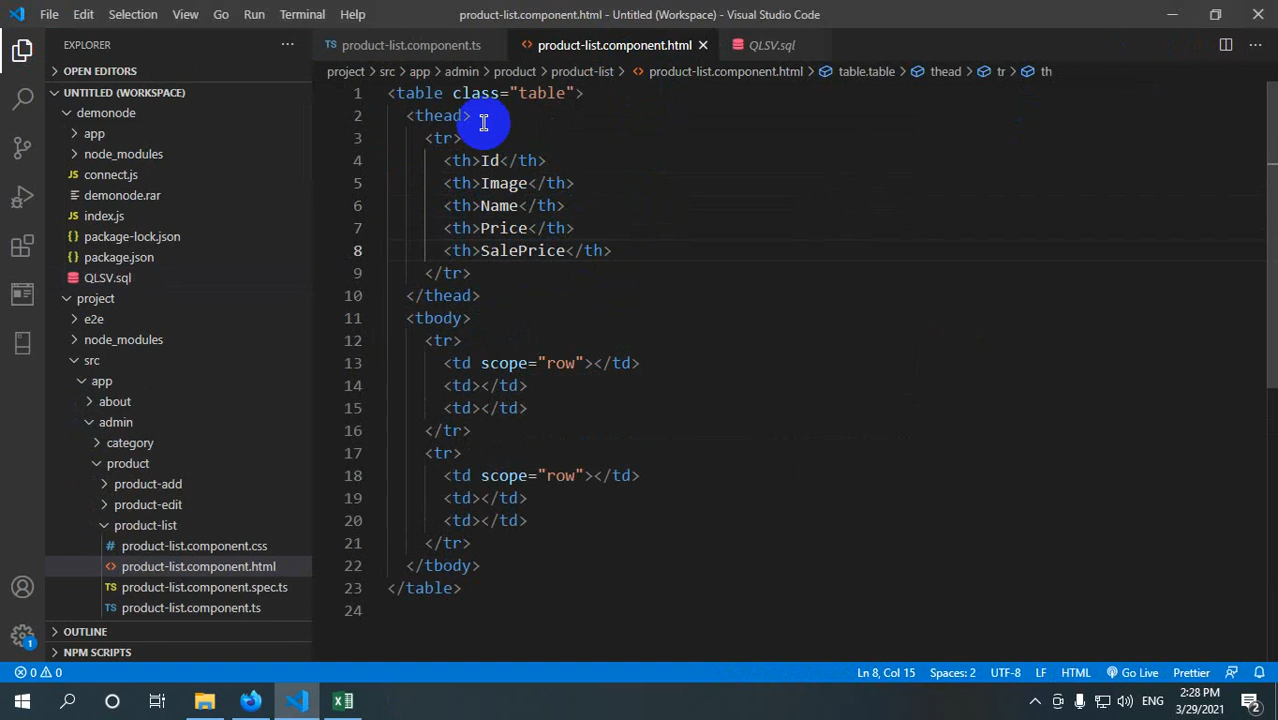 File Edit Selection View Go Run Terminal Help product-list.component.html - Untitled (Workspace) - Visual Studio Code
EXPLORER
OPEN EDITORS
UNTITLED (WORKSPACE)
demonode
app
node_modules
connect.js
demonode.rar
index.js
package-lock.json
package.json
QLSV.sql
project
e2e
node_modules
src
app
about
admin
category
product
product-add
product-edit
product-list
product-list.component.css
product-list.component.html
product-list.component.spec.ts
product-list.component.ts
OUTLINE
NPM SCRIPTS
product-list.component.ts product-list.component.html QLSV.sql
project > src > app > admin > product > product-list > product-list.component.html > table.table > thead > tr > th
1 <table class="table">
2 <thead>
3 <tr>
4 <th>Id</th>
5 <th>Image</th>
6 <th>Name</th>
7 <th>Price</th>
8 <th>SalePrice</th>
9 </tr>
10 </thead>
11 <tbody>
12 <tr>
13 <td scope="row"></td>
14 <td></td>
15 <td></td>
16 </tr>
17 <tr>
18 <td scope="row"></td>
19 <td></td>
20 <td></td>
21 </tr>
22 </tbody>
23 </table>
24
1
0 0 Ln 8, Col 15 Spaces: 2 UTF-8 LF HTML Go Live Prettier
ENG 2:28 PM
3/29/2021
2